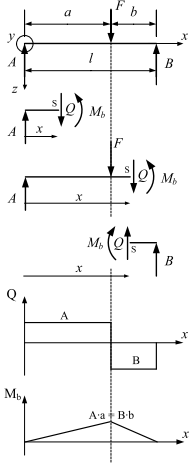 a F b
y x
A l B
z
S Q M_b
A x
F
S Q M_b
A x
M_b Q S B
x
Q
A x
B
M_b A·a = B·b
x